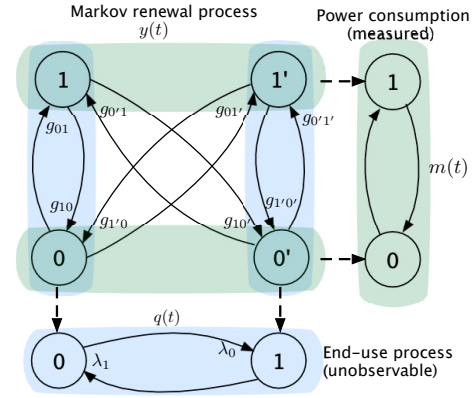 Markov renewal process
y(t)
Power consumption
(measured)
1
1'
1
g01
g0'1
g01'
g0'1'
m(t)
g10
g1'0
g10'
g1'0'
0
0'
0
q(t)
0
λ1
λ0
1
End-use process
(unobservable)